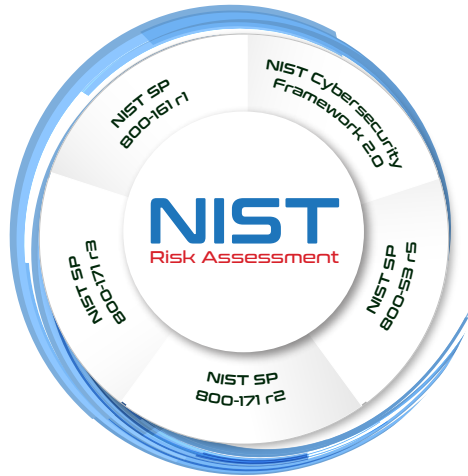 NIST Cybersecurity
Framework 2.0
NIST SP
800-53 r5
NIST SP
800-171 r2
NIST SP
800-171 r3
NIST SP
800-161 r1
NIST
Risk Assessment